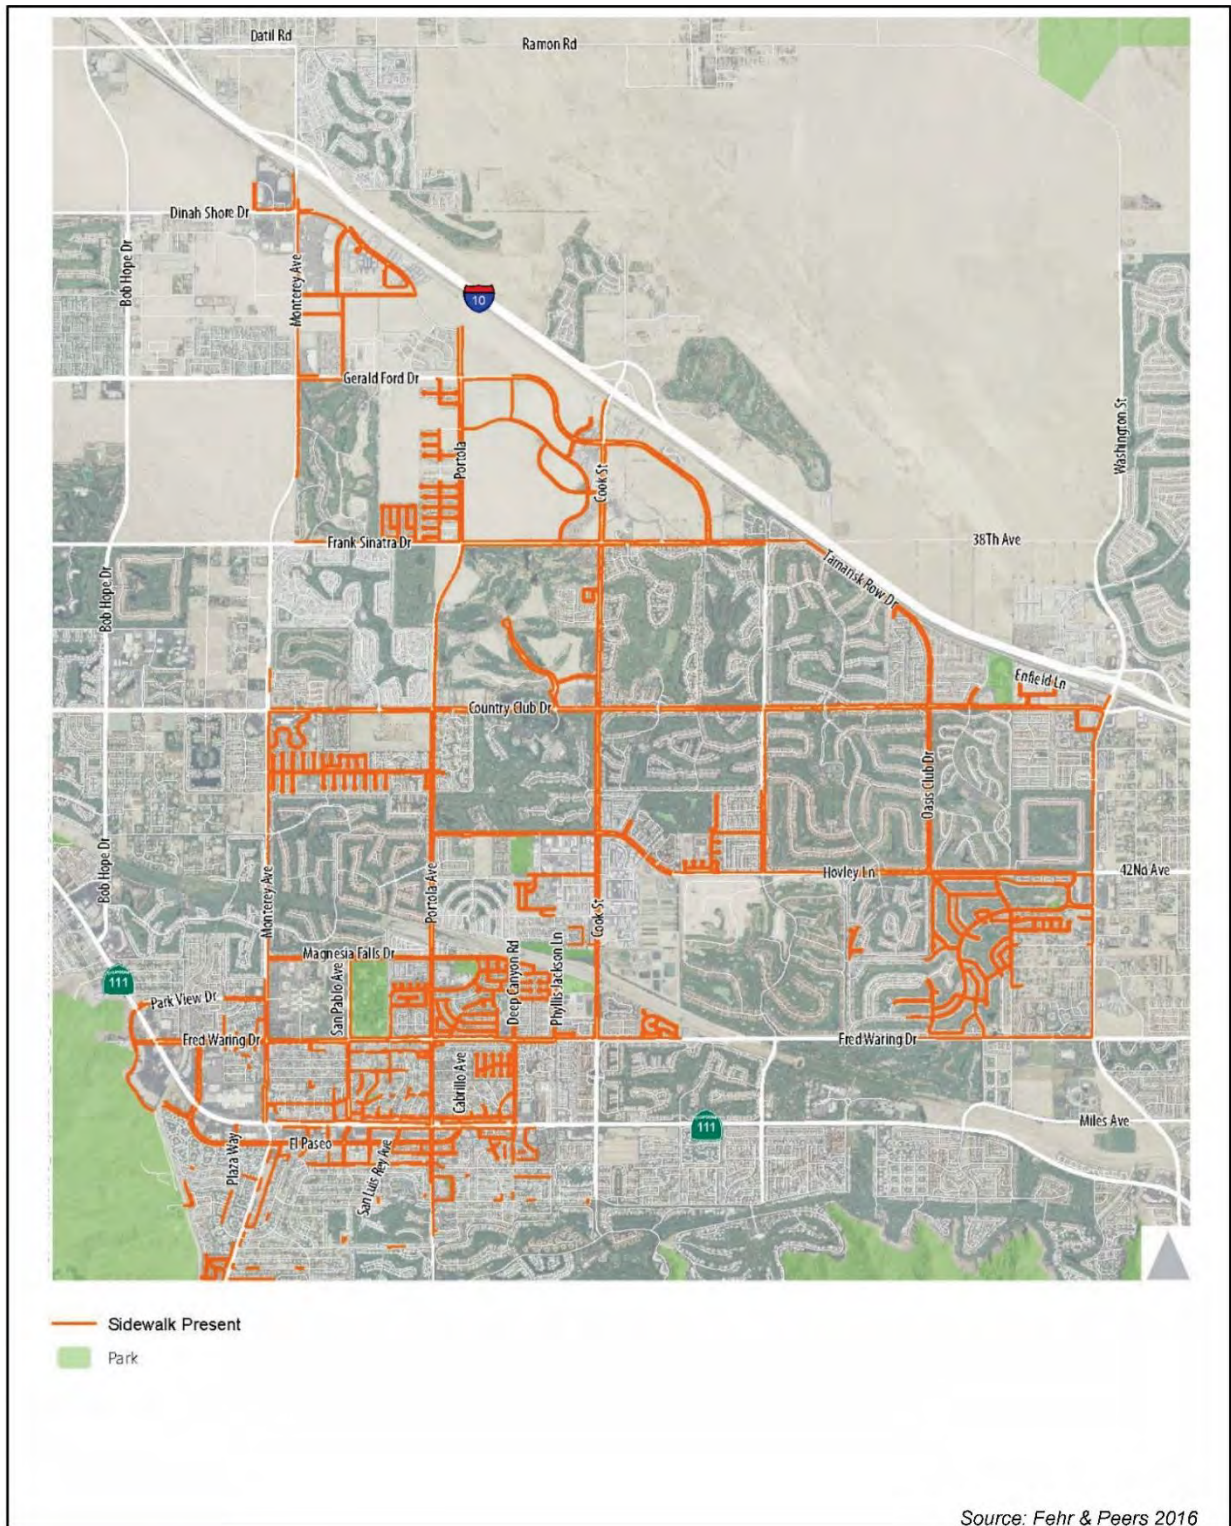 Datil Rd
Ramon Rd
Dinah Shore Dr
Bob Hope Dr
Monterey Ave
10
Gerald Ford Dr
Portola
Cook St
Washington St
Frank Sinatra Dr
38Th Ave
Tamarisk Row Dr
Bob Hope Dr
Enfield Ln
Country Club Dr
Oasis Club Dr
Bob Hope Dr
Monterey Ave
Portola Ave
Hovley Ln
42Nd Ave
Cook St
Magnesia Falls Dr
San Pablo Ave
Deep Canyon Rd
Phyllis Jackson Ln
111
Park View Dr
Fred Waring Dr
Fred Waring Dr
Cabrillo Ave
111
Miles Ave
El Paseo
Plaza Way
San Luis Rey Ave
Sidewalk Present
Park
Source: Fehr & Peers 2016